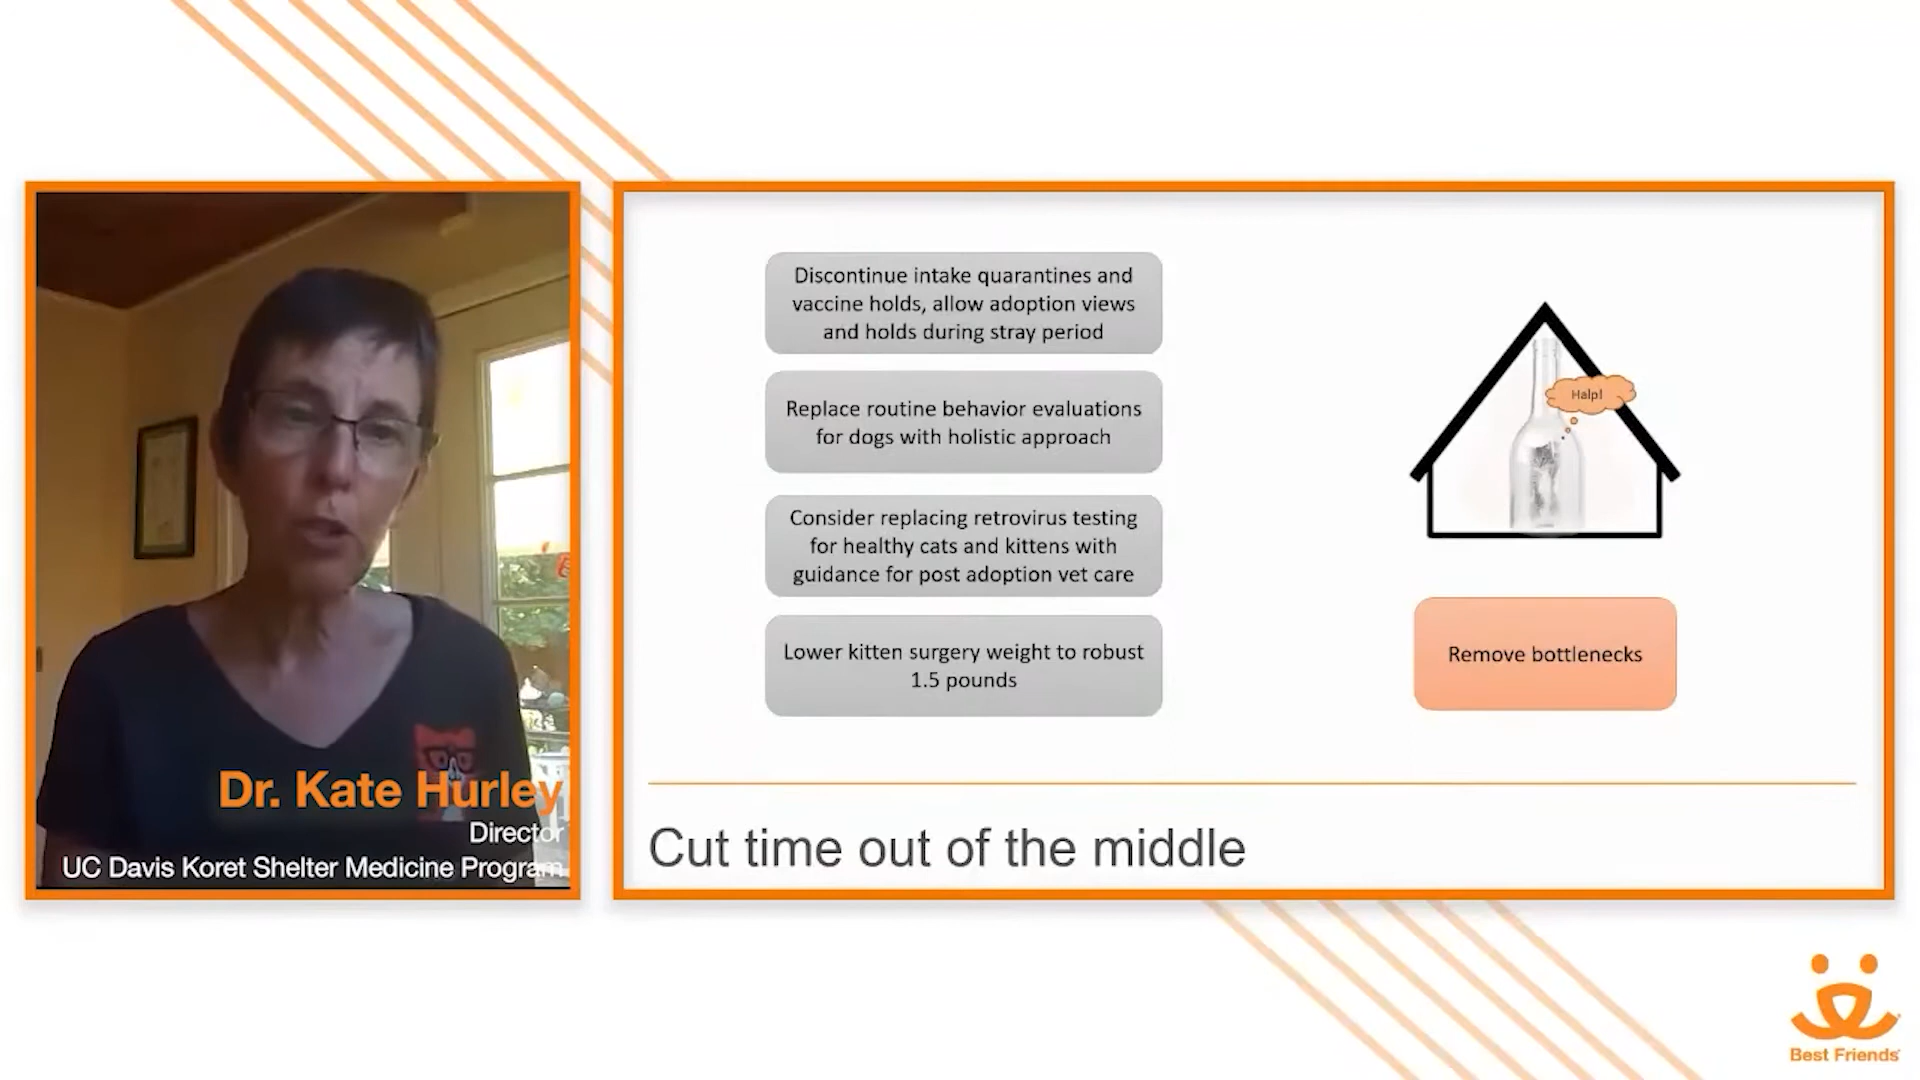 Dr. Kate Hurley
Director
UC Davis Koret Shelter Medicine Program
Discontinue intake quarantines and
vaccine holds, allow adoption views
and holds during stray period
Replace routine behavior evaluations
for dogs with holistic approach
Consider replacing retrovirus testing
for healthy cats and kittens with
guidance for post adoption vet care
Lower kitten surgery weight to robust
1.5 pounds
Halp!
Remove bottlenecks
Cut time out of the middle
Best Friends